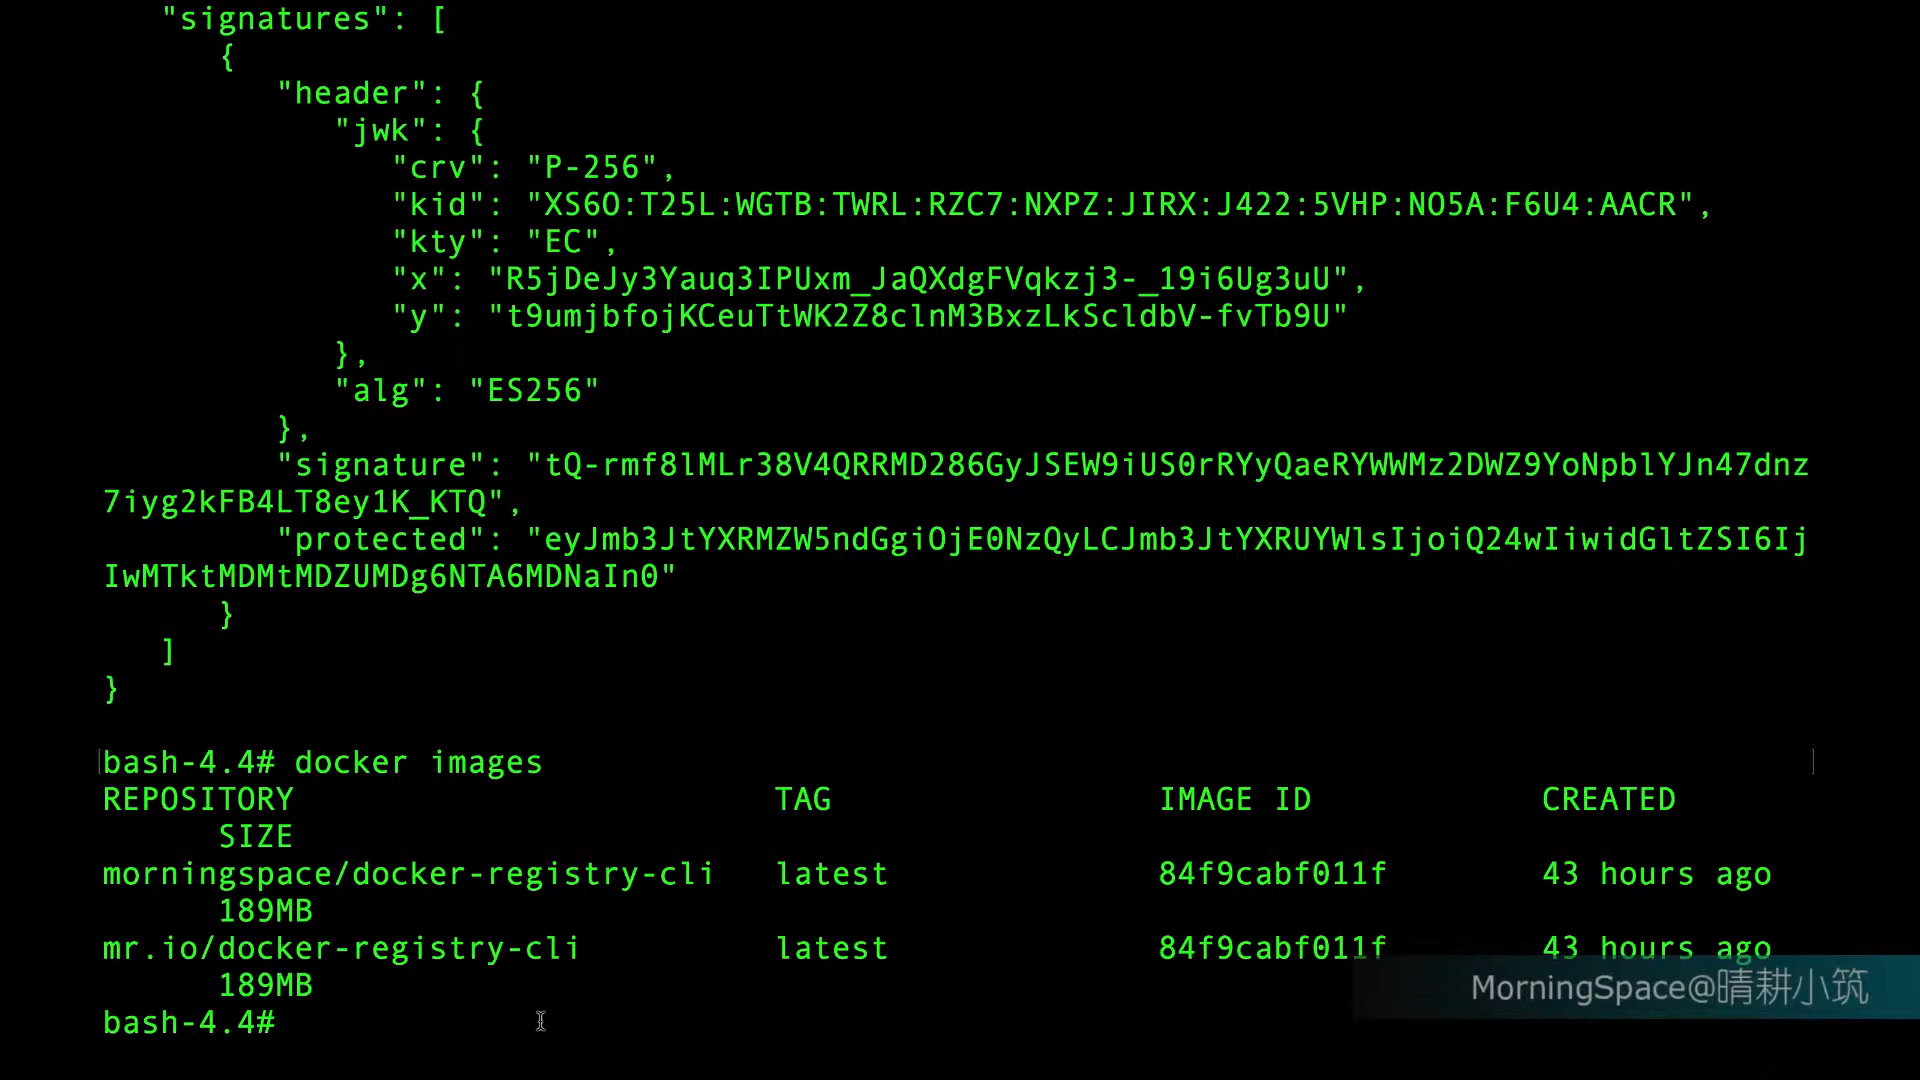 "signatures": [
{
"header": {
"jwk": {
"crv": "P-256",
"kid": "XS6O:T25L:WGTB:TWRL:RZC7:NXPZ:JIRX:J422:5VHP:NO5A:F6U4:AACR",
"kty": "EC",
"x": "R5jDeJy3Yauq3IPUxm_JaQXdgFVqkzj3-_19i6Ug3uU",
"y": "t9umjbfojKCeuTtWK2Z8clnM3BxzLkScldbV-fvTb9U"
},
"alg": "ES256"
},
"signature": "tQ-rmf8lMLr38V4QRRMD286GyJSEW9iUS0rRYyQaeRYWWMz2DWZ9YoNpblYJn47dnz
7iyg2kFB4LT8ey1K_KTQ",
"protected": "eyJmb3JtYXRMZW5ndGgiOjE0NzQyLCJmb3JtYXRUYWlsIjoiQ24wIiwidGltZSI6Ij
IwMTktMDMtMDZUMDg6NTA6MDNaIn0"
}
]
}
bash-4.4# docker images
REPOSITORY TAG IMAGE ID CREATED
SIZE
morningspace/docker-registry-cli latest 84f9cabf011f 43 hours ago
189MB
mr.io/docker-registry-cli latest 84f9cabf011f 43 hours ago
189MB
MorningSpace@晴耕小筑
bash-4.4#